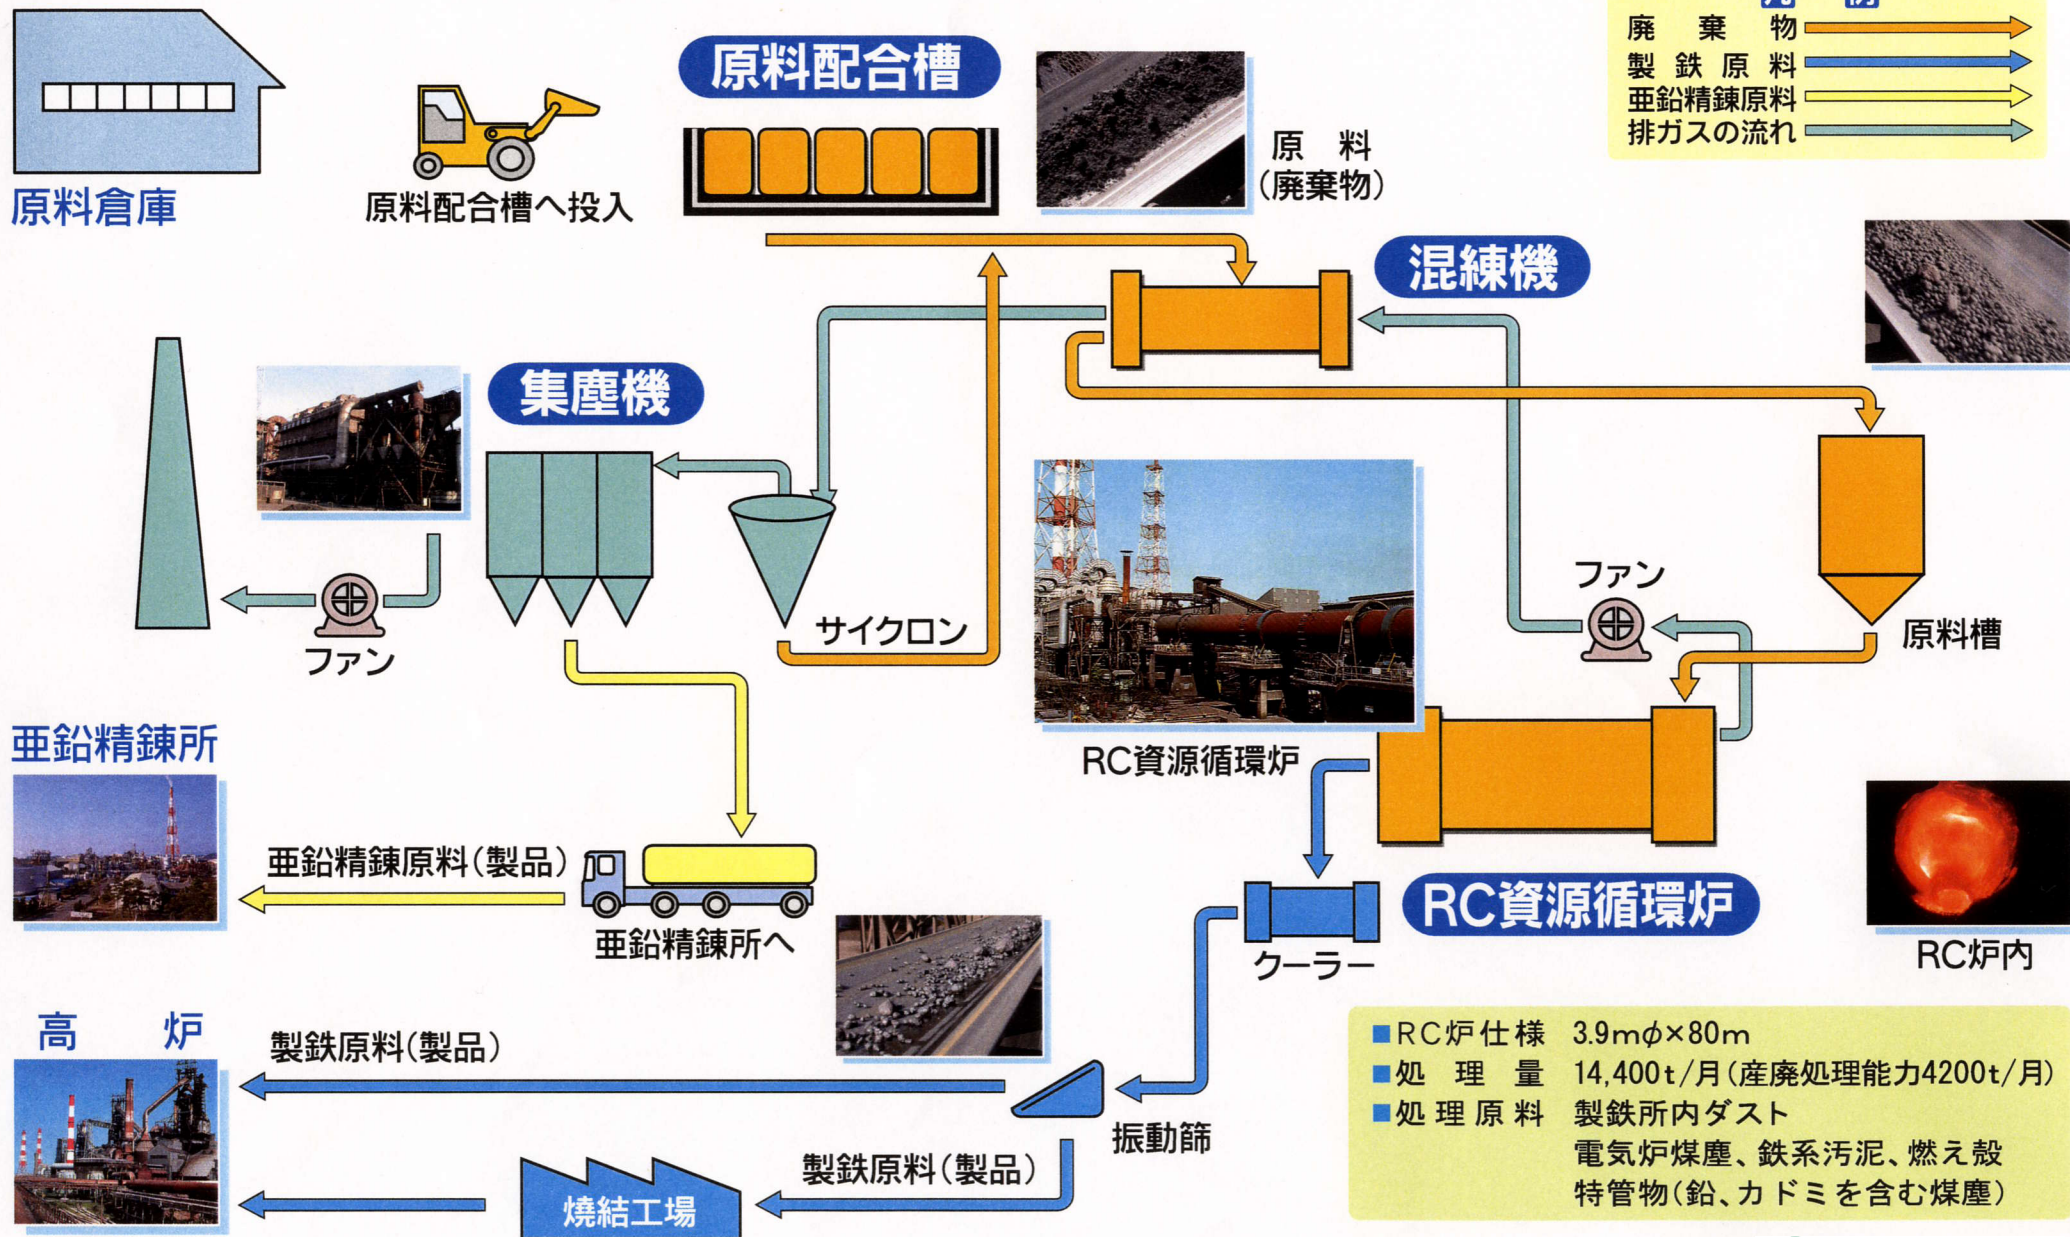 凡 例
廃棄物
製鉄原料
亜鉛精錬原料
排ガスの流れ
原料倉庫
原料配合槽へ投入
原料配合槽
原料
(廃棄物)
混練機
集塵機
ファン
サイクロン
ファン
原料槽
RC資源循環炉
亜鉛精錬所
亜鉛精錬原料(製品)
亜鉛精錬所へ
RC資源循環炉
クーラー
RC炉内
高炉
製鉄原料(製品)
振動篩
製鉄原料(製品)
焼結工場
■RC炉仕様 3.9mφ×80m
■処理量 14,400t/月(産廃処理能力4200t/月)
■処理原料 製鉄所内ダスト
電気炉煤塵、鉄系汚泥、燃え殻
特管物(鉛、カドミを含む煤塵)